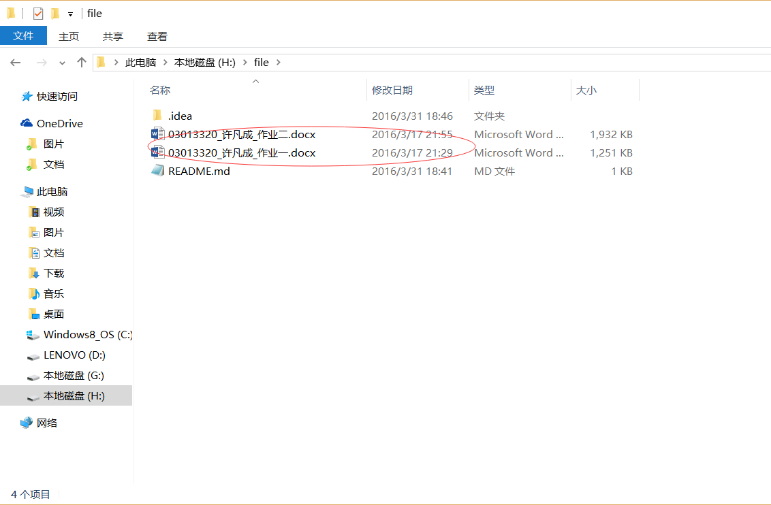 file
文件 主页 共享 查看
此电脑 本地磁盘 (H:) file
名称 修改日期 类型 大小
快速访问
OneDrive
图片
文档
此电脑
视频
图片
文档
下载
音乐
桌面
Windows8_OS (C:)
LENOVO (D:)
本地磁盘 (G:)
本地磁盘 (H:)
网络
.idea 2016/3/31 18:46 文件夹
03013320_许凡成_作业二.docx 2016/3/17 21:55 Microsoft Word ... 1,932 KB
03013320_许凡成_作业一.docx 2016/3/17 21:29 Microsoft Word ... 1,251 KB
README.md 2016/3/31 18:41 MD 文件 1 KB
4 个项目